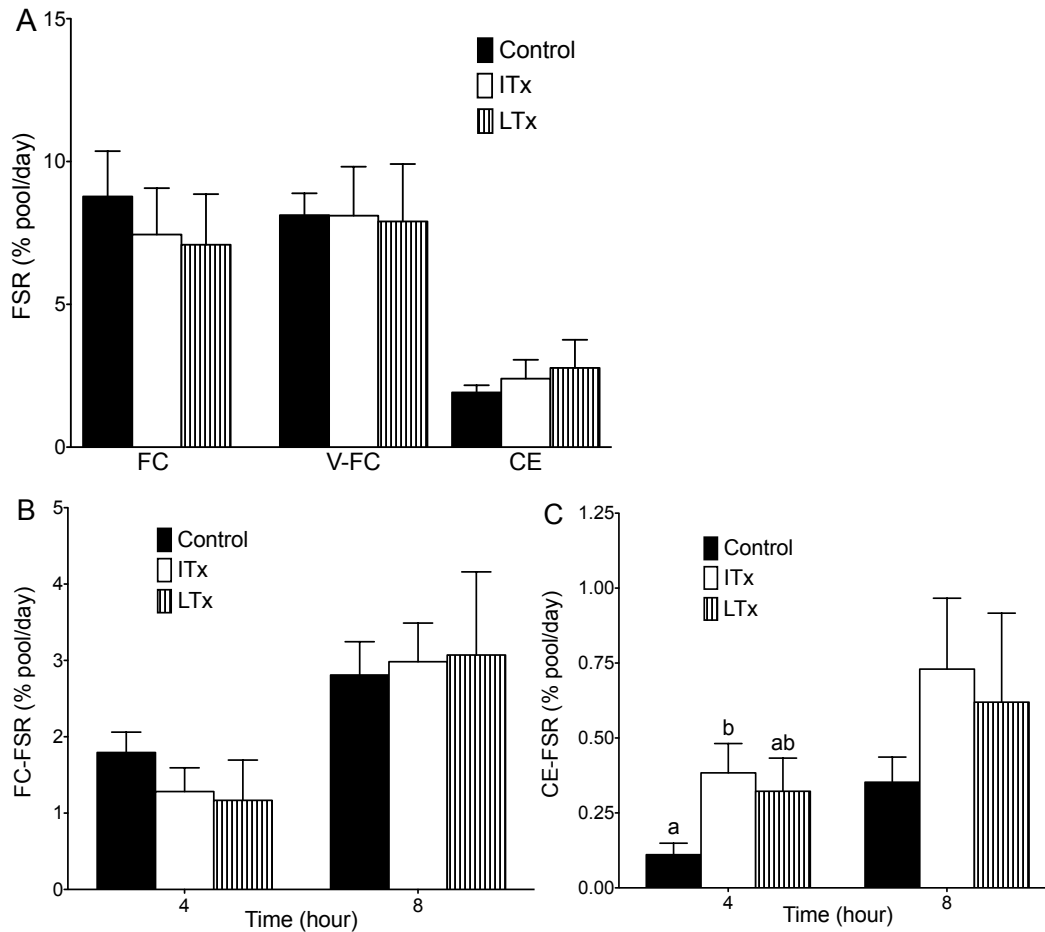 A
15
10
5
0
FSR (% pool/day)
Control
ITx
LTx
FC
V-FC
CE
B
5
4
3
2
1
0
FC-FSR (% pool/day)
Control
ITx
LTx
4
8
Time (hour)
C
1.25
1.00
0.75
0.50
0.25
0.00
CE-FSR (% pool/day)
Control
ITx
LTx
a
b
ab
4
8
Time (hour)